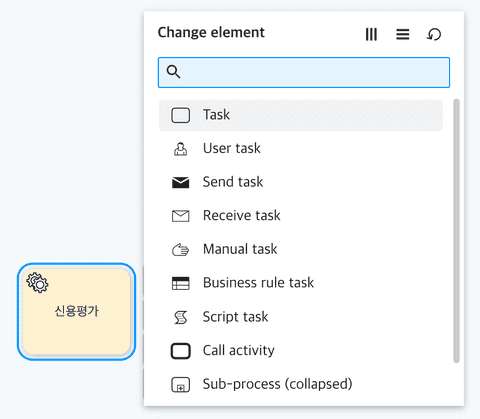 Change element
Task
User task
Send task
Receive task
Manual task
Business rule task
Script task
Call activity
Sub-process (collapsed)
신용평가